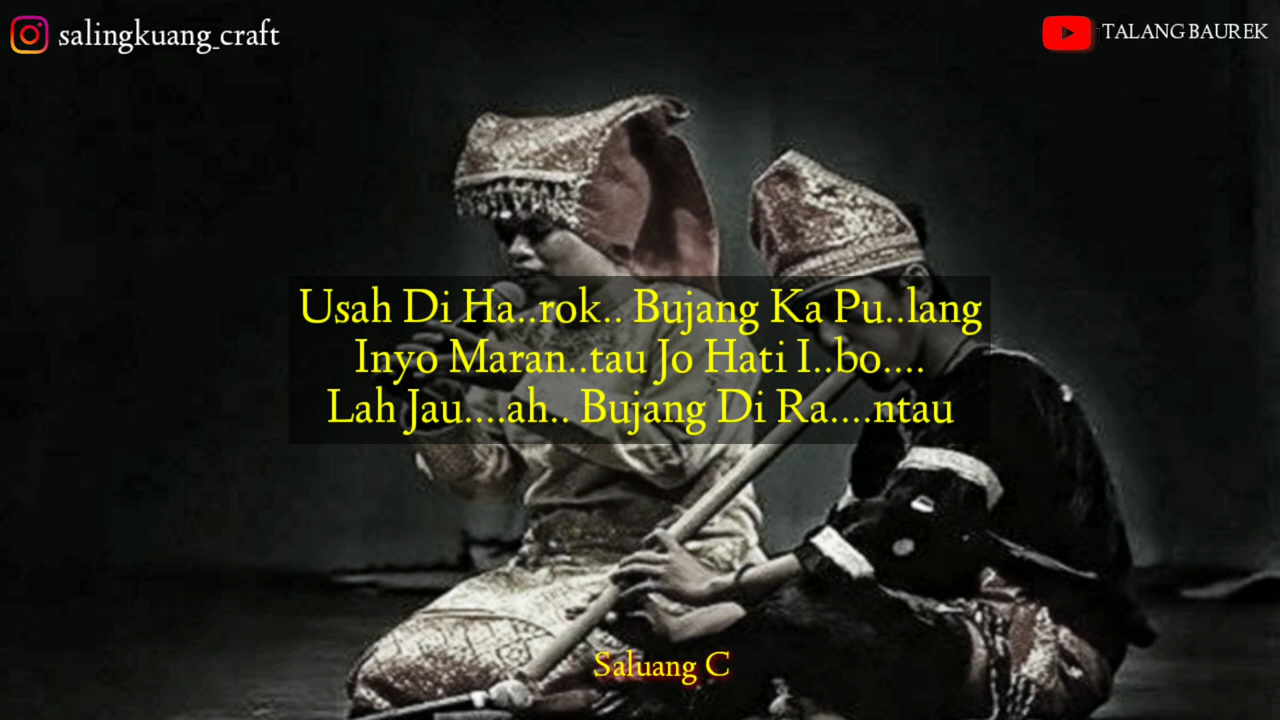 salingkuang_craft
TALANG BAUREK
Usah Di Ha..rok.. Bujang Ka Pu..lang
Inyo Maran..tau Jo Hati I..bo....
Lah Jau....ah.. Bujang Di Ra....ntau
Saluang C